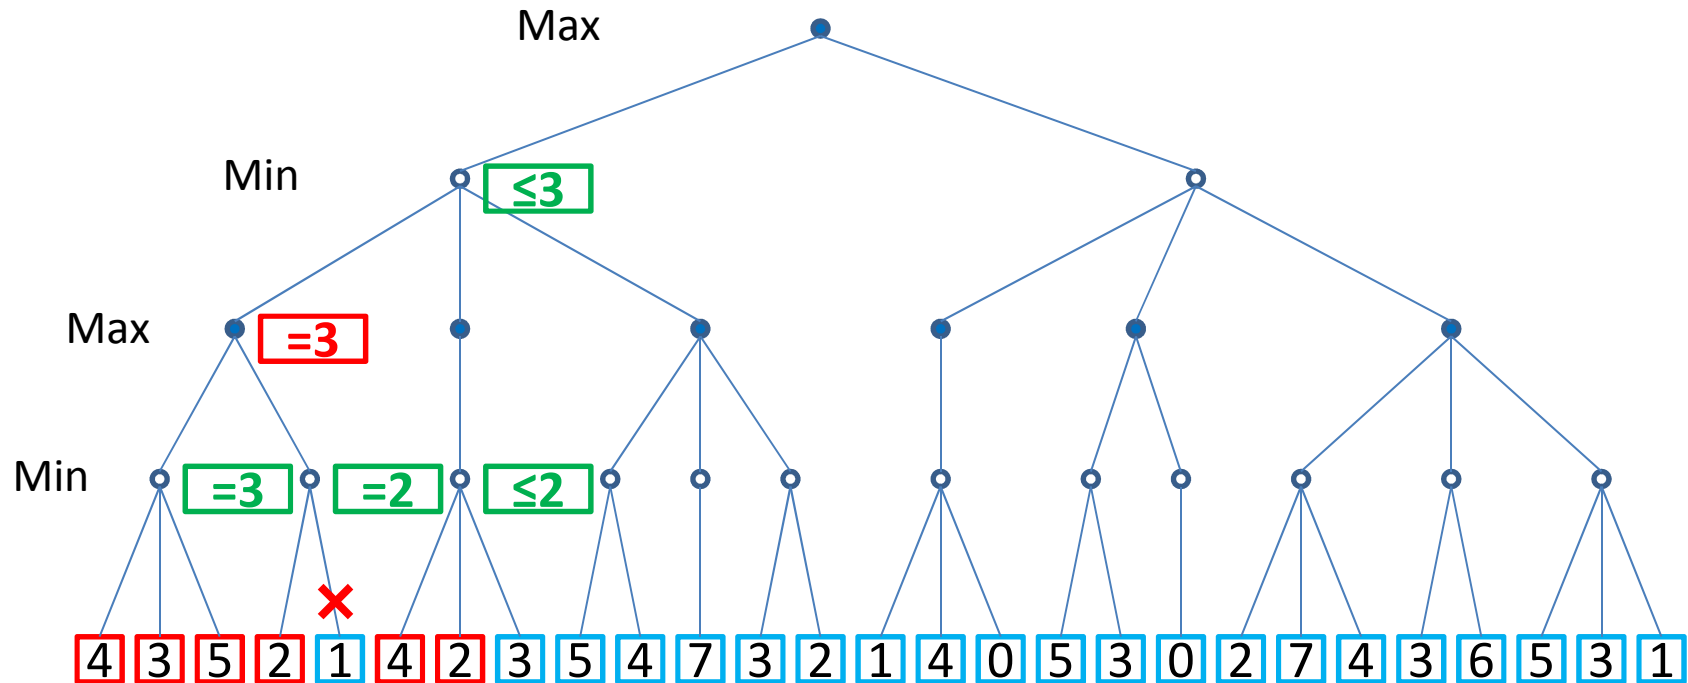 Max
Min ≤3
Max =3
Min =3 =2 ≤2
4 3 5 2 1 4 2 3 5 4 7 3 2 1 4 0 5 3 0 2 7 4 3 6 5 3 1